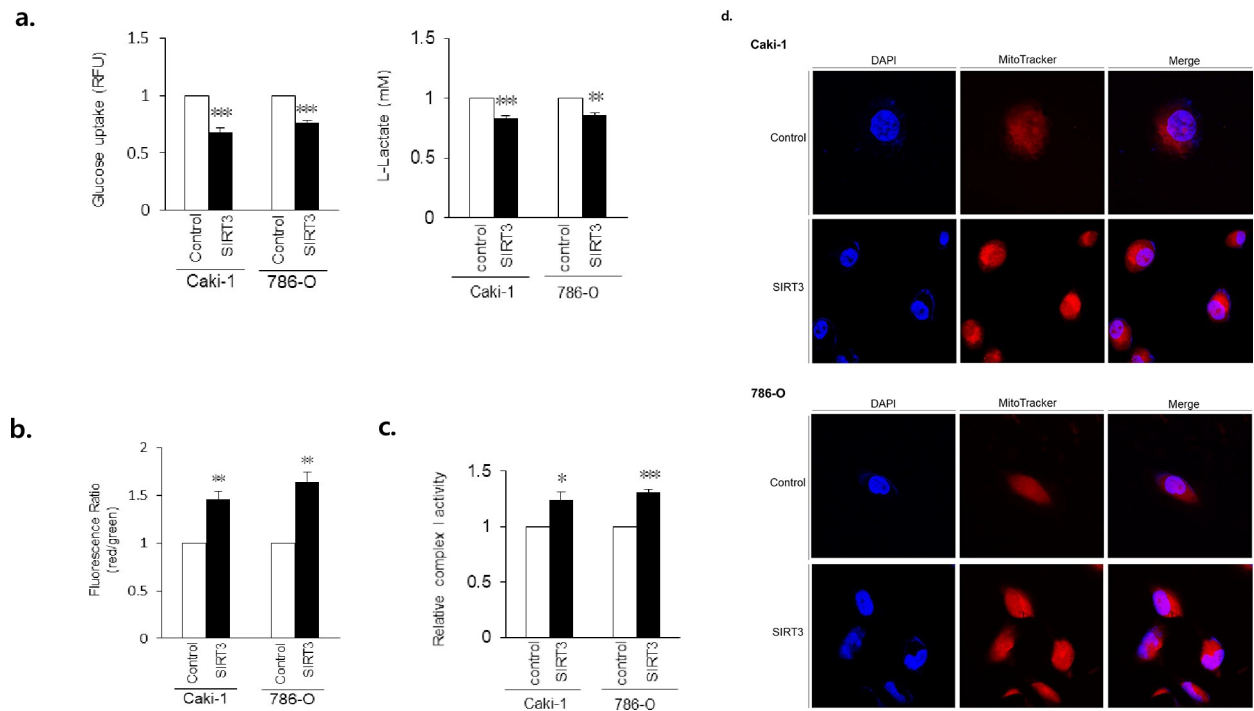 a.
Glucose uptake (RFU)
1.5
1
0.5
0
***
***
Control
SIRT3
Control
SIRT3
Caki-1
786-O
L-Lactate (mM)
1.5
1
0.5
0
***
**
control
SIRT3
control
SIRT3
Caki-1
786-O
b.
Fluorescence Ratio
(red/green)
2
1.5
1
0.5
0
**
**
Control
SIRT3
Control
SIRT3
Caki-1
786-O
c.
Relative complex I activity
1.5
1
0.5
0
*
***
control
SIRT3
control
SIRT3
Caki-1
786-O
d.
Caki-1
DAPI
MitoTracker
Merge
Control
SIRT3
786-O
DAPI
MitoTracker
Merge
Control
SIRT3